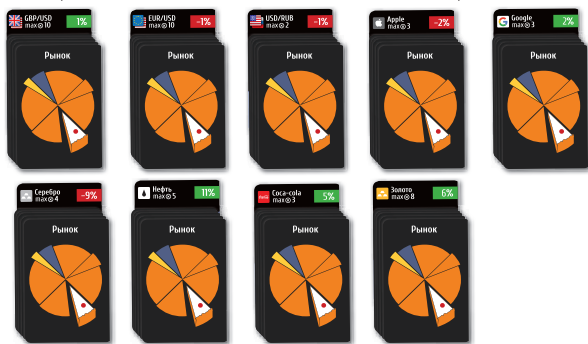 GBP/USD
max 10
1%
Рынок
EUR/USD
max 10
-1%
Рынок
USD/RUB
max 2
-1%
Рынок
Apple
max 3
-2%
Рынок
Google
max 3
2%
Рынок
Серебро
max 4
-9%
Рынок
Нефть
max 5
11%
Рынок
Coca-cola
max 3
5%
Рынок
Золото
max 8
6%
Рынок